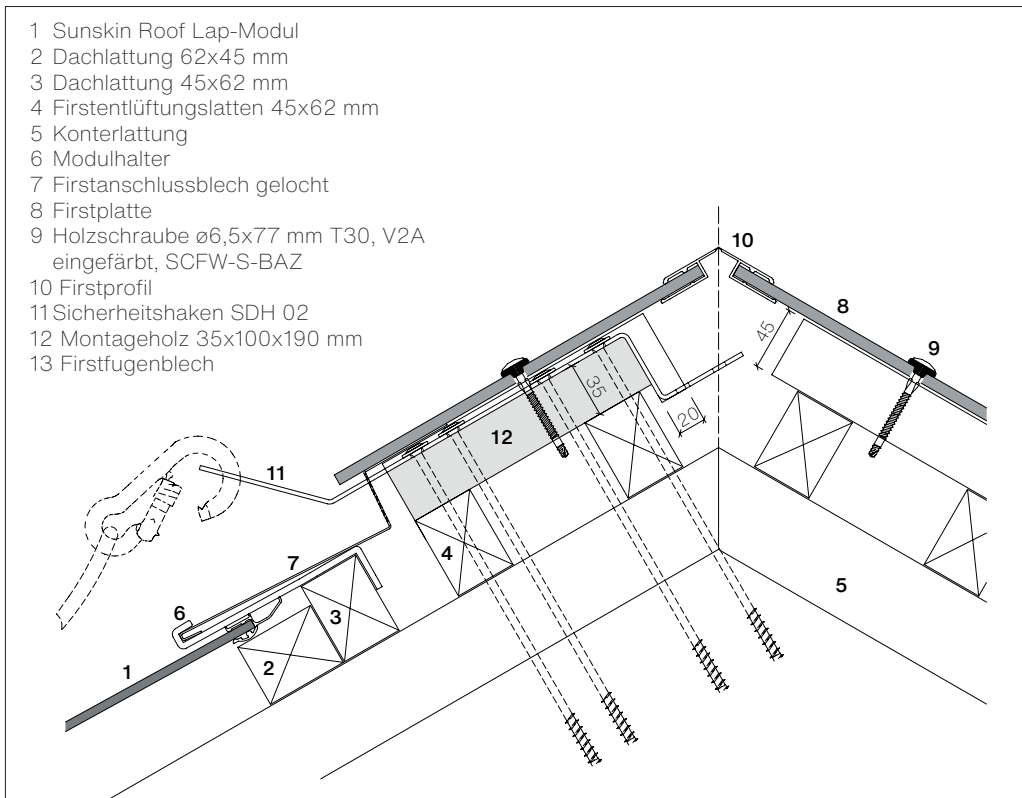 1 Sunskin Roof Lap-Modul
2 Dachlattung 62x45 mm
3 Dachlattung 45x62 mm
4 Firstentlüftungslatten 45x62 mm
5 Konterlattung
6 Modulhalter
7 Firstanschlussblech gelocht
8 Firstplatte
9 Holzschraube ø6,5x77 mm T30, V2A
eingefärbt, SCFW-S-BAZ
10 Firstprofil
11 Sicherheitshaken SDH 02
12 Montageholz 35x100x190 mm
13 Firstfugenblech
10
8
45
9
35
20
12
11
4
7
5
6
3
2
1